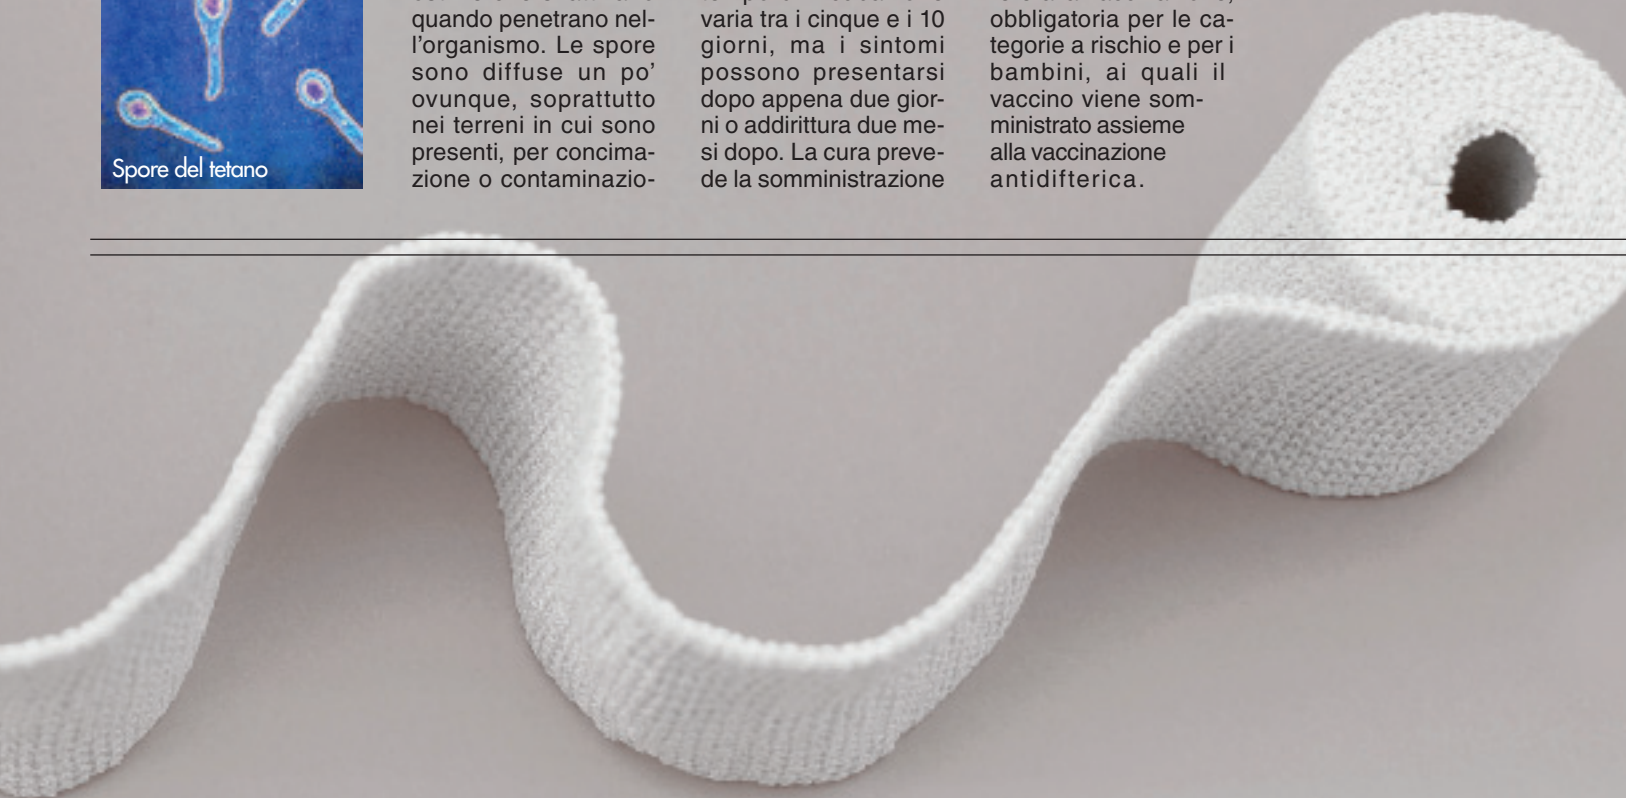 Spore del tetano
quando penetrano nel-
l'organismo. Le spore
sono diffuse un po'
ovunque, soprattutto
nei terreni in cui sono
presenti, per concima-
zione o contaminazio-
varia tra i cinque e i 10
giorni, ma i sintomi
possono presentarsi
dopo appena due gior-
ni o addirittura due me-
si dopo. La cura preve-
de la somministrazione
obbligatoria per le ca-
tegorie a rischio e per i
bambini, ai quali il
vaccino viene som-
ministrato assieme
alla vaccinazione
antidifterica.